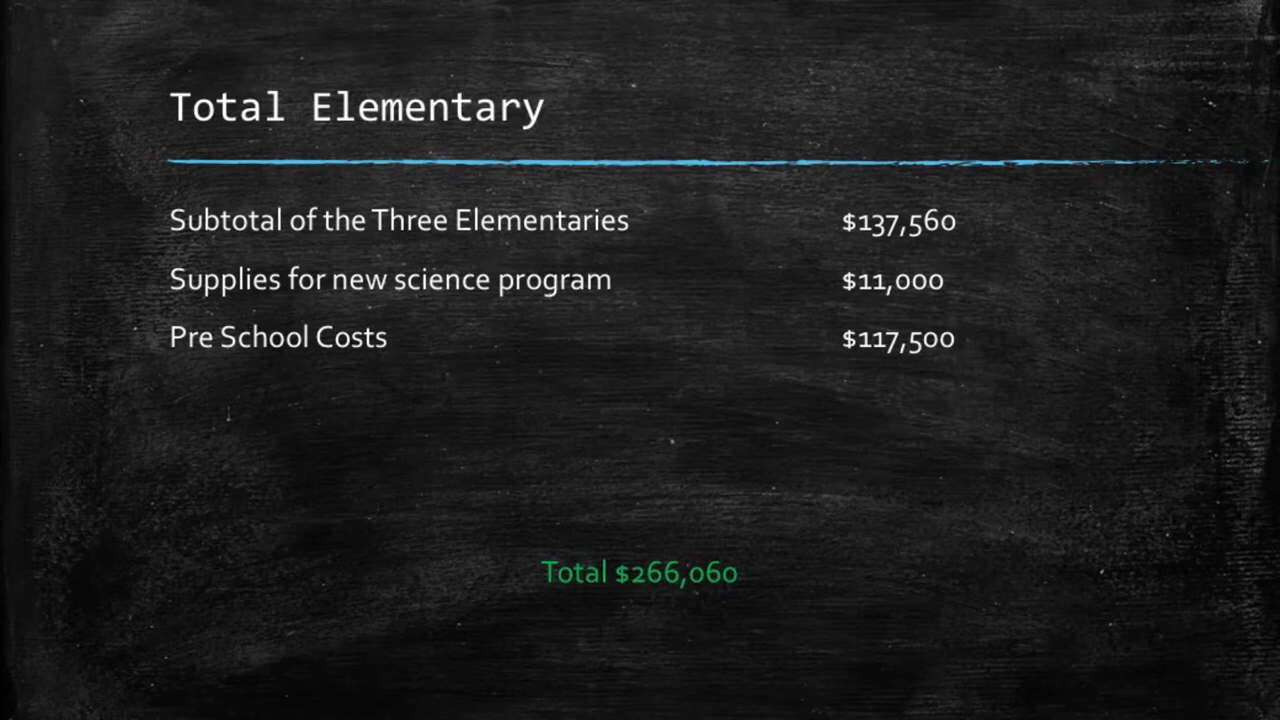 Total Elementary
Subtotal of the Three Elementaries $137,560
Supplies for new science program $11,000
Pre School Costs $117,500
Total $266,060